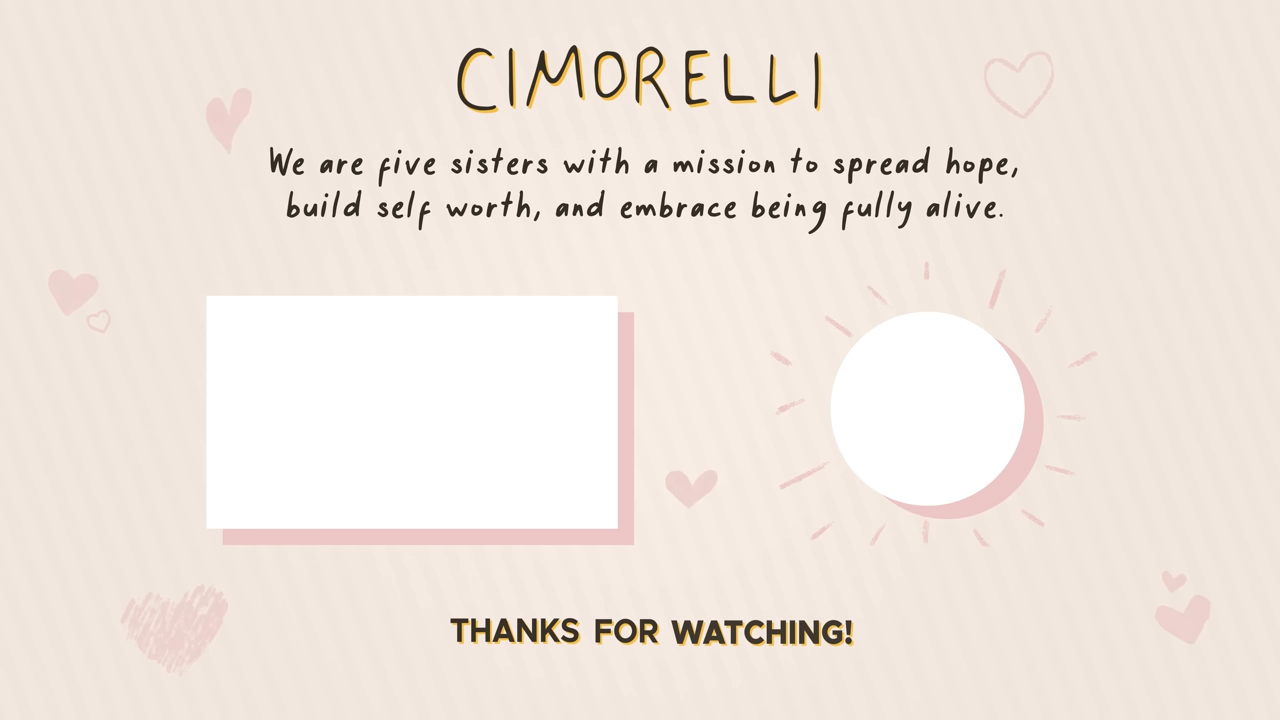 CIMORELLI
We are five sisters with a mission to spread hope,
build self worth, and embrace being fully alive.
THANKS FOR WATCHING!